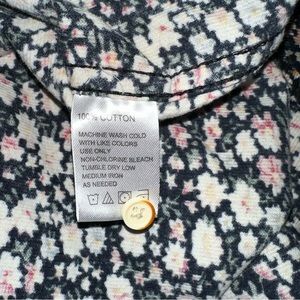 100% COTTON
MACHINE WASH COLD
WITH LIKE COLORS
USE ONLY
NON-CHLORINE BLEACH
TUMBLE DRY LOW
MEDIUM IRON
AS NEEDED